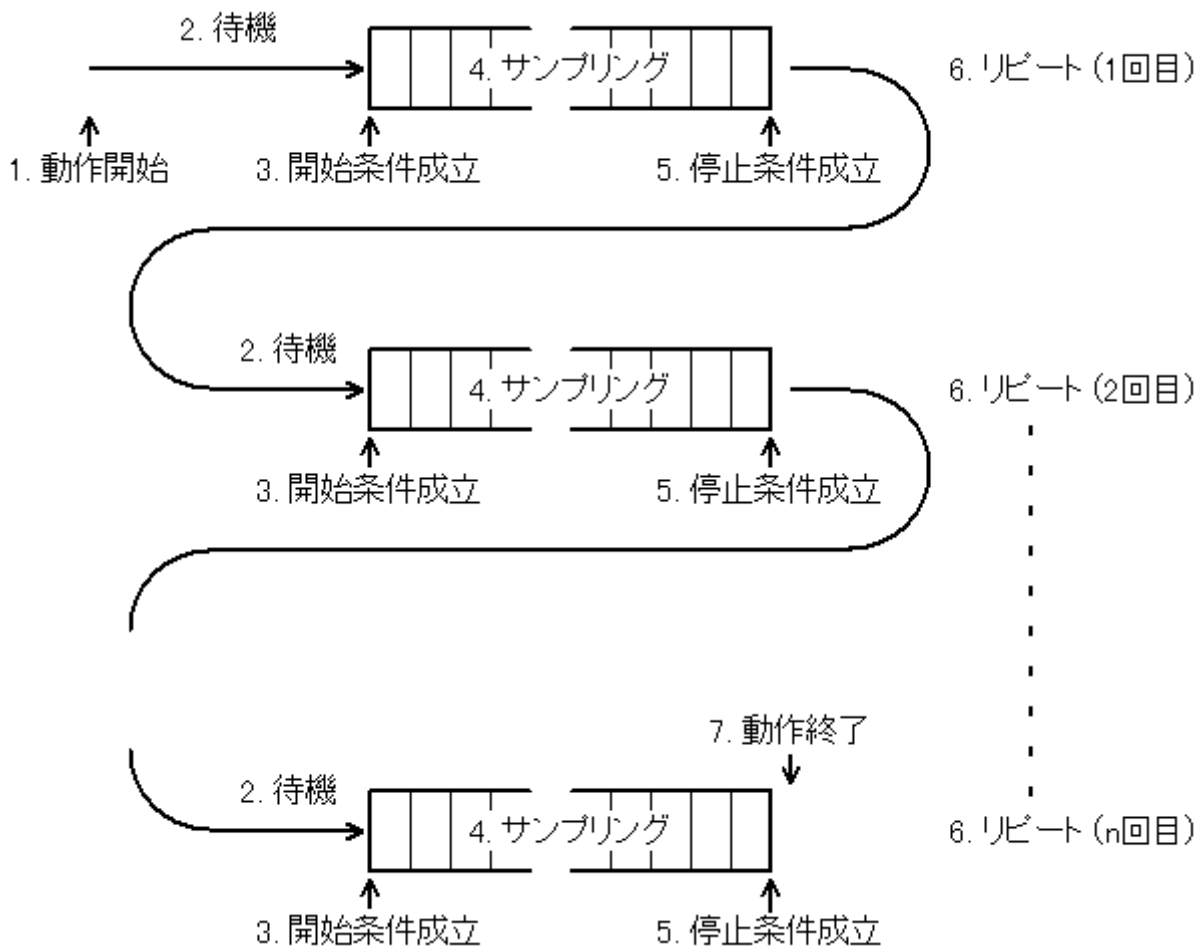 2. 待機
4. サンプリング
6. リピート (1回目)
1. 動作開始
3. 開始条件成立
5. 停止条件成立
2. 待機
4. サンプリング
6. リピート (2回目)
3. 開始条件成立
5. 停止条件成立
7. 動作終了
2. 待機
4. サンプリング
6. リピート (n回目)
3. 開始条件成立
5. 停止条件成立